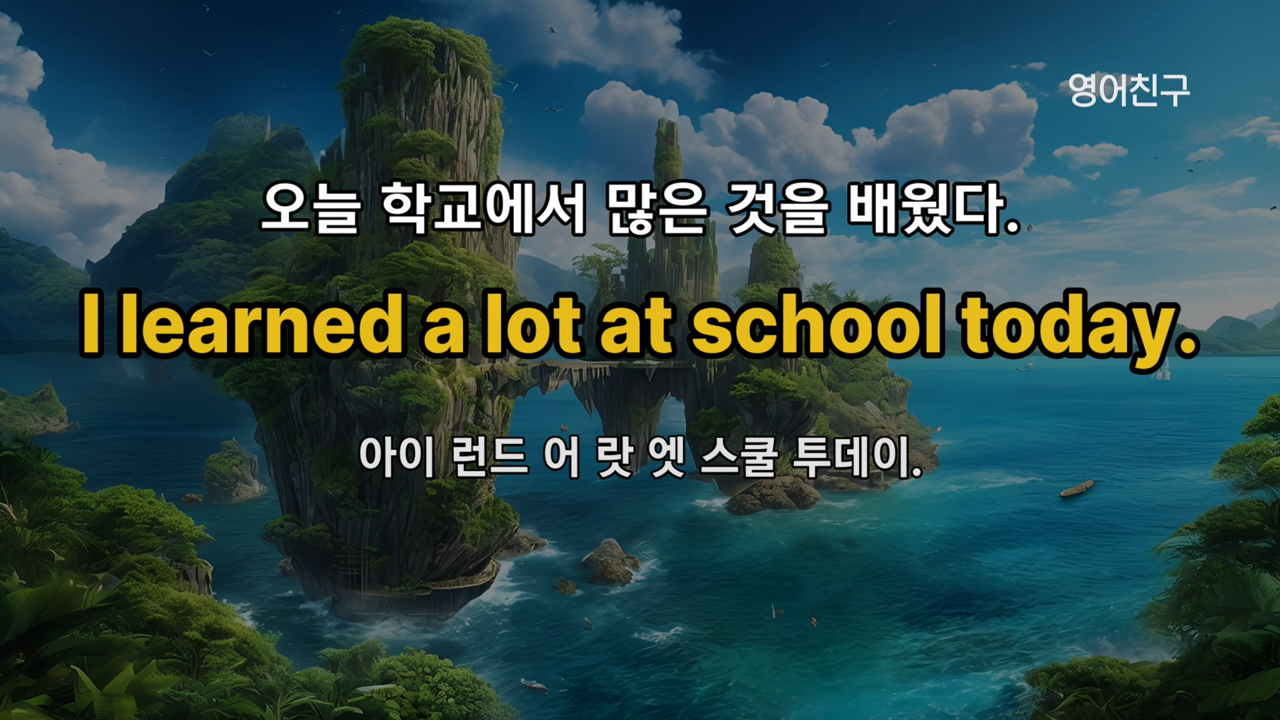 영어친구
오늘 학교에서 많은 것을 배웠다.
I learned a lot at school today.
아이 런드 어 랏 엣 스쿨 투데이.